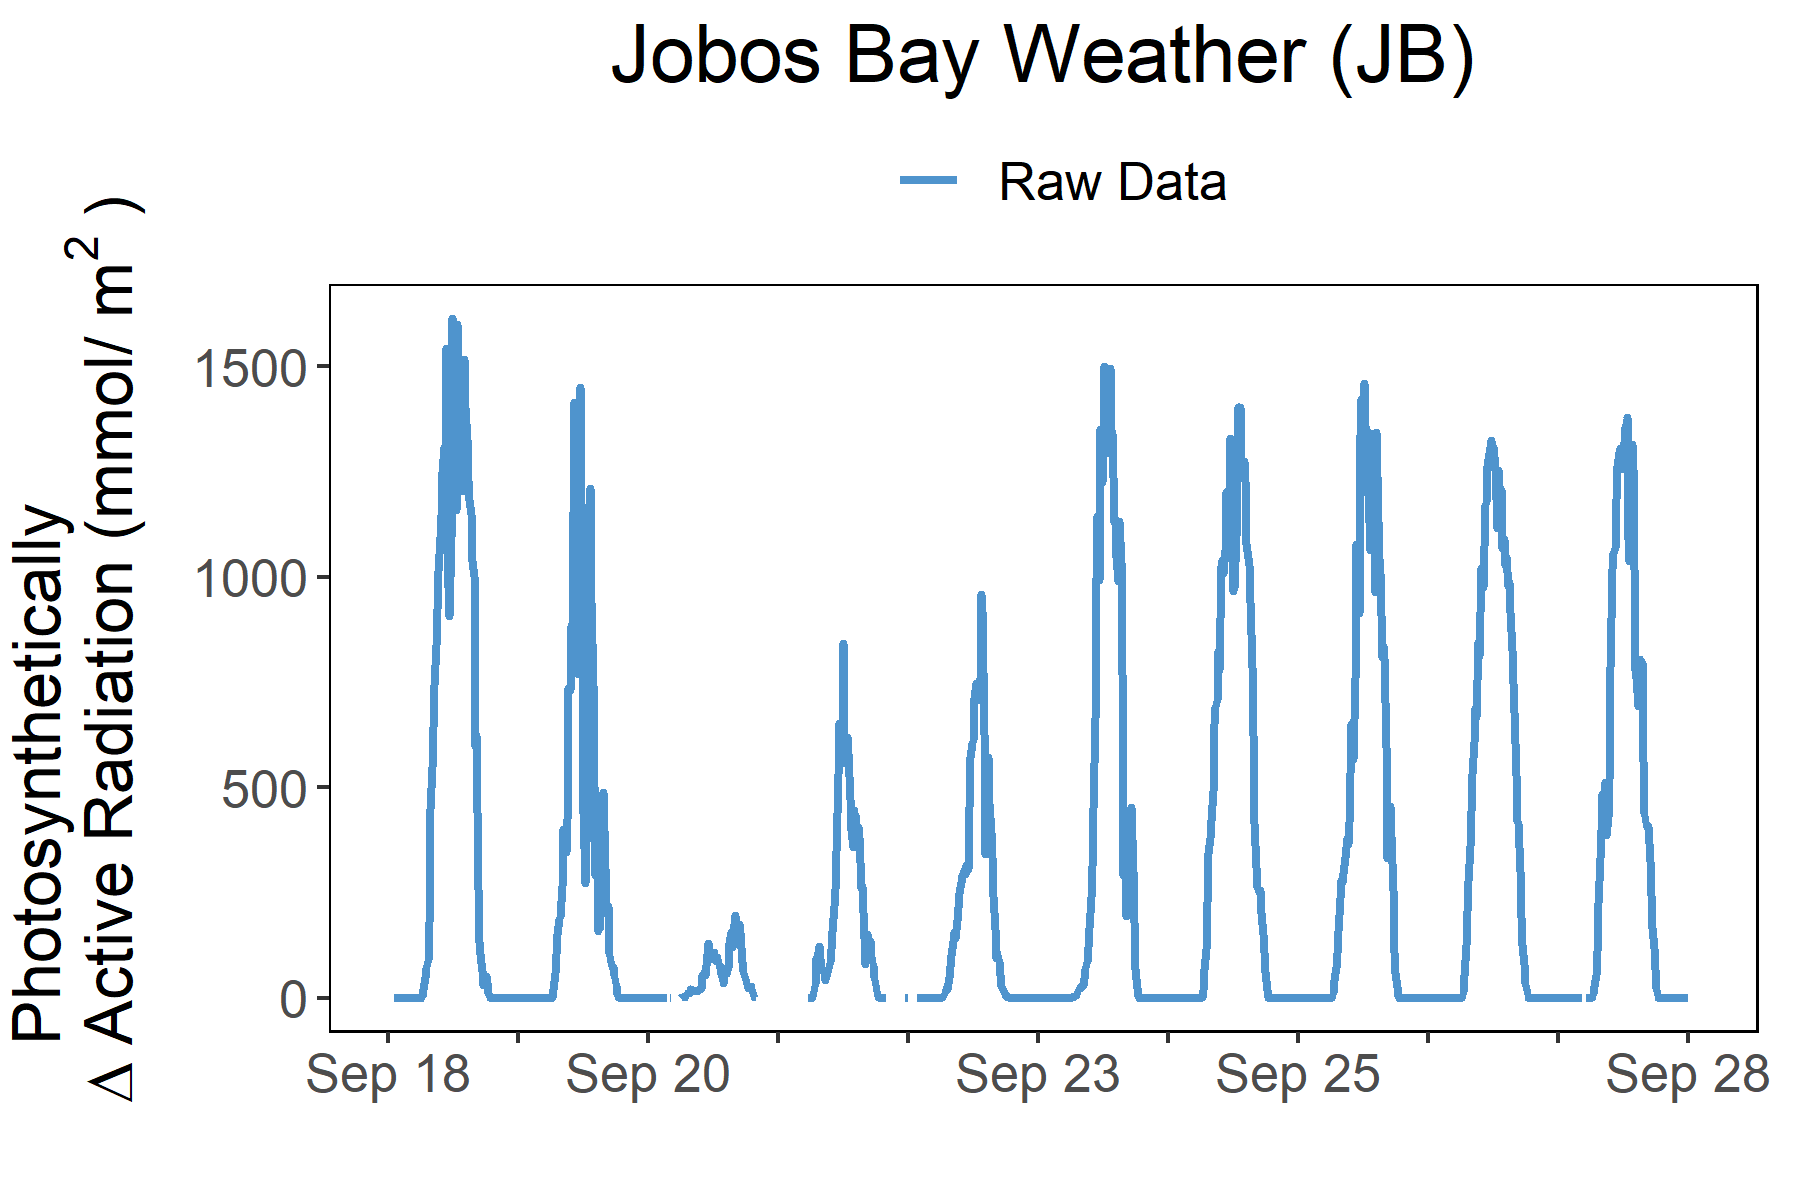 Jobos Bay Weather (JB)
Raw Data
Photosynthetically
Δ Active Radiation (mmol/ m² )
1500
1000
500
0
Sep 18 Sep 20 Sep 23 Sep 25 Sep 28